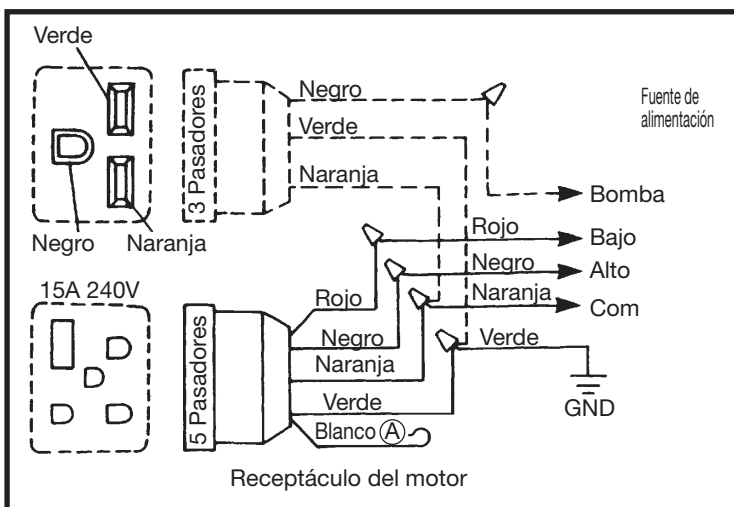 Verde
3 Pasadores
Negro
Verde
Naranja
Negro Naranja
Fuente de
alimentación
Bomba
Rojo
Bajo
Negro
Alto
Naranja
Com
Verde
GND
15A 240V
5 Pasadores
Rojo
Negro
Naranja
Verde
Blanco A
Receptáculo del motor